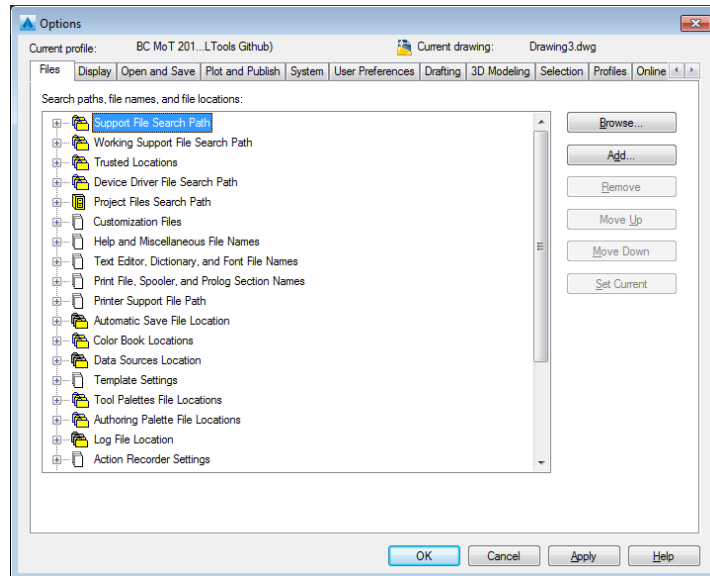 Options
Current profile: BC MoT 201...LTools Github) Current drawing: Drawing3.dwg
Files Display Open and Save Plot and Publish System User Preferences Drafting 3D Modeling Selection Profiles Online
Search paths, file names, and file locations:
Support File Search Path
Working Support File Search Path
Trusted Locations
Device Driver File Search Path
Project Files Search Path
Customization Files
Help and Miscellaneous File Names
Text Editor, Dictionary, and Font File Names
Print File, Spooler, and Prolog Section Names
Printer Support File Path
Automatic Save File Location
Color Book Locations
Data Sources Location
Template Settings
Tool Palettes File Locations
Authoring Palette File Locations
Log File Location
Action Recorder Settings
Browse...
Add...
Remove
Move Up
Move Down
Set Current
OK Cancel Apply Help